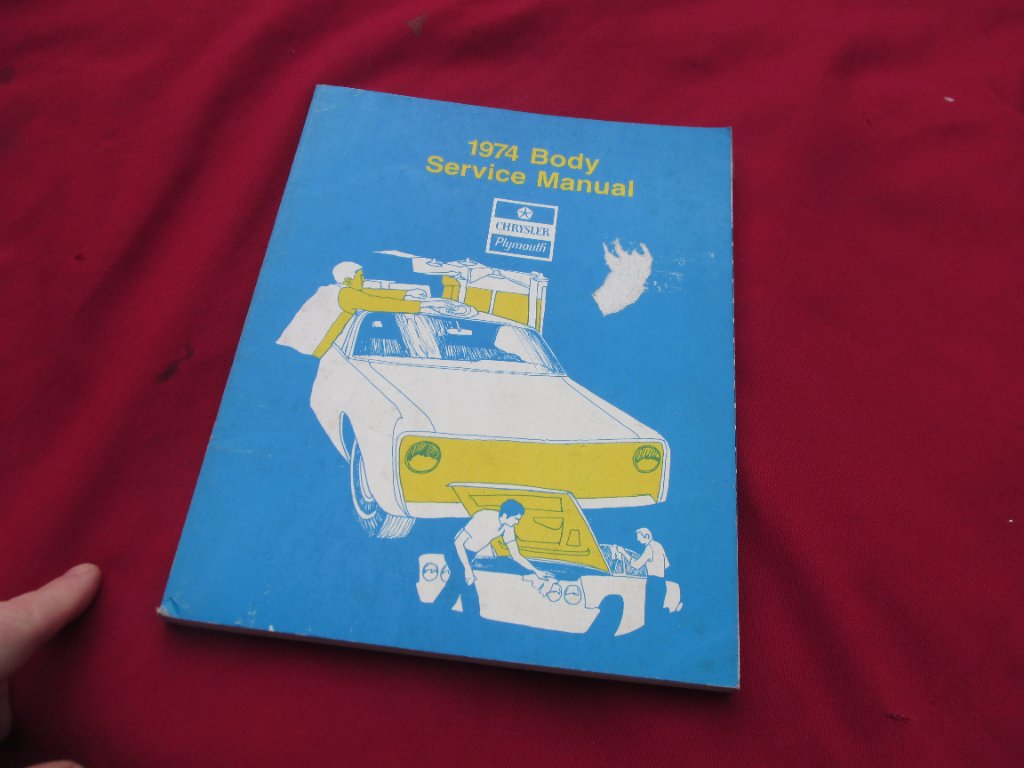 1974 Body
Service Manual
CHRYSLER
Plymouth